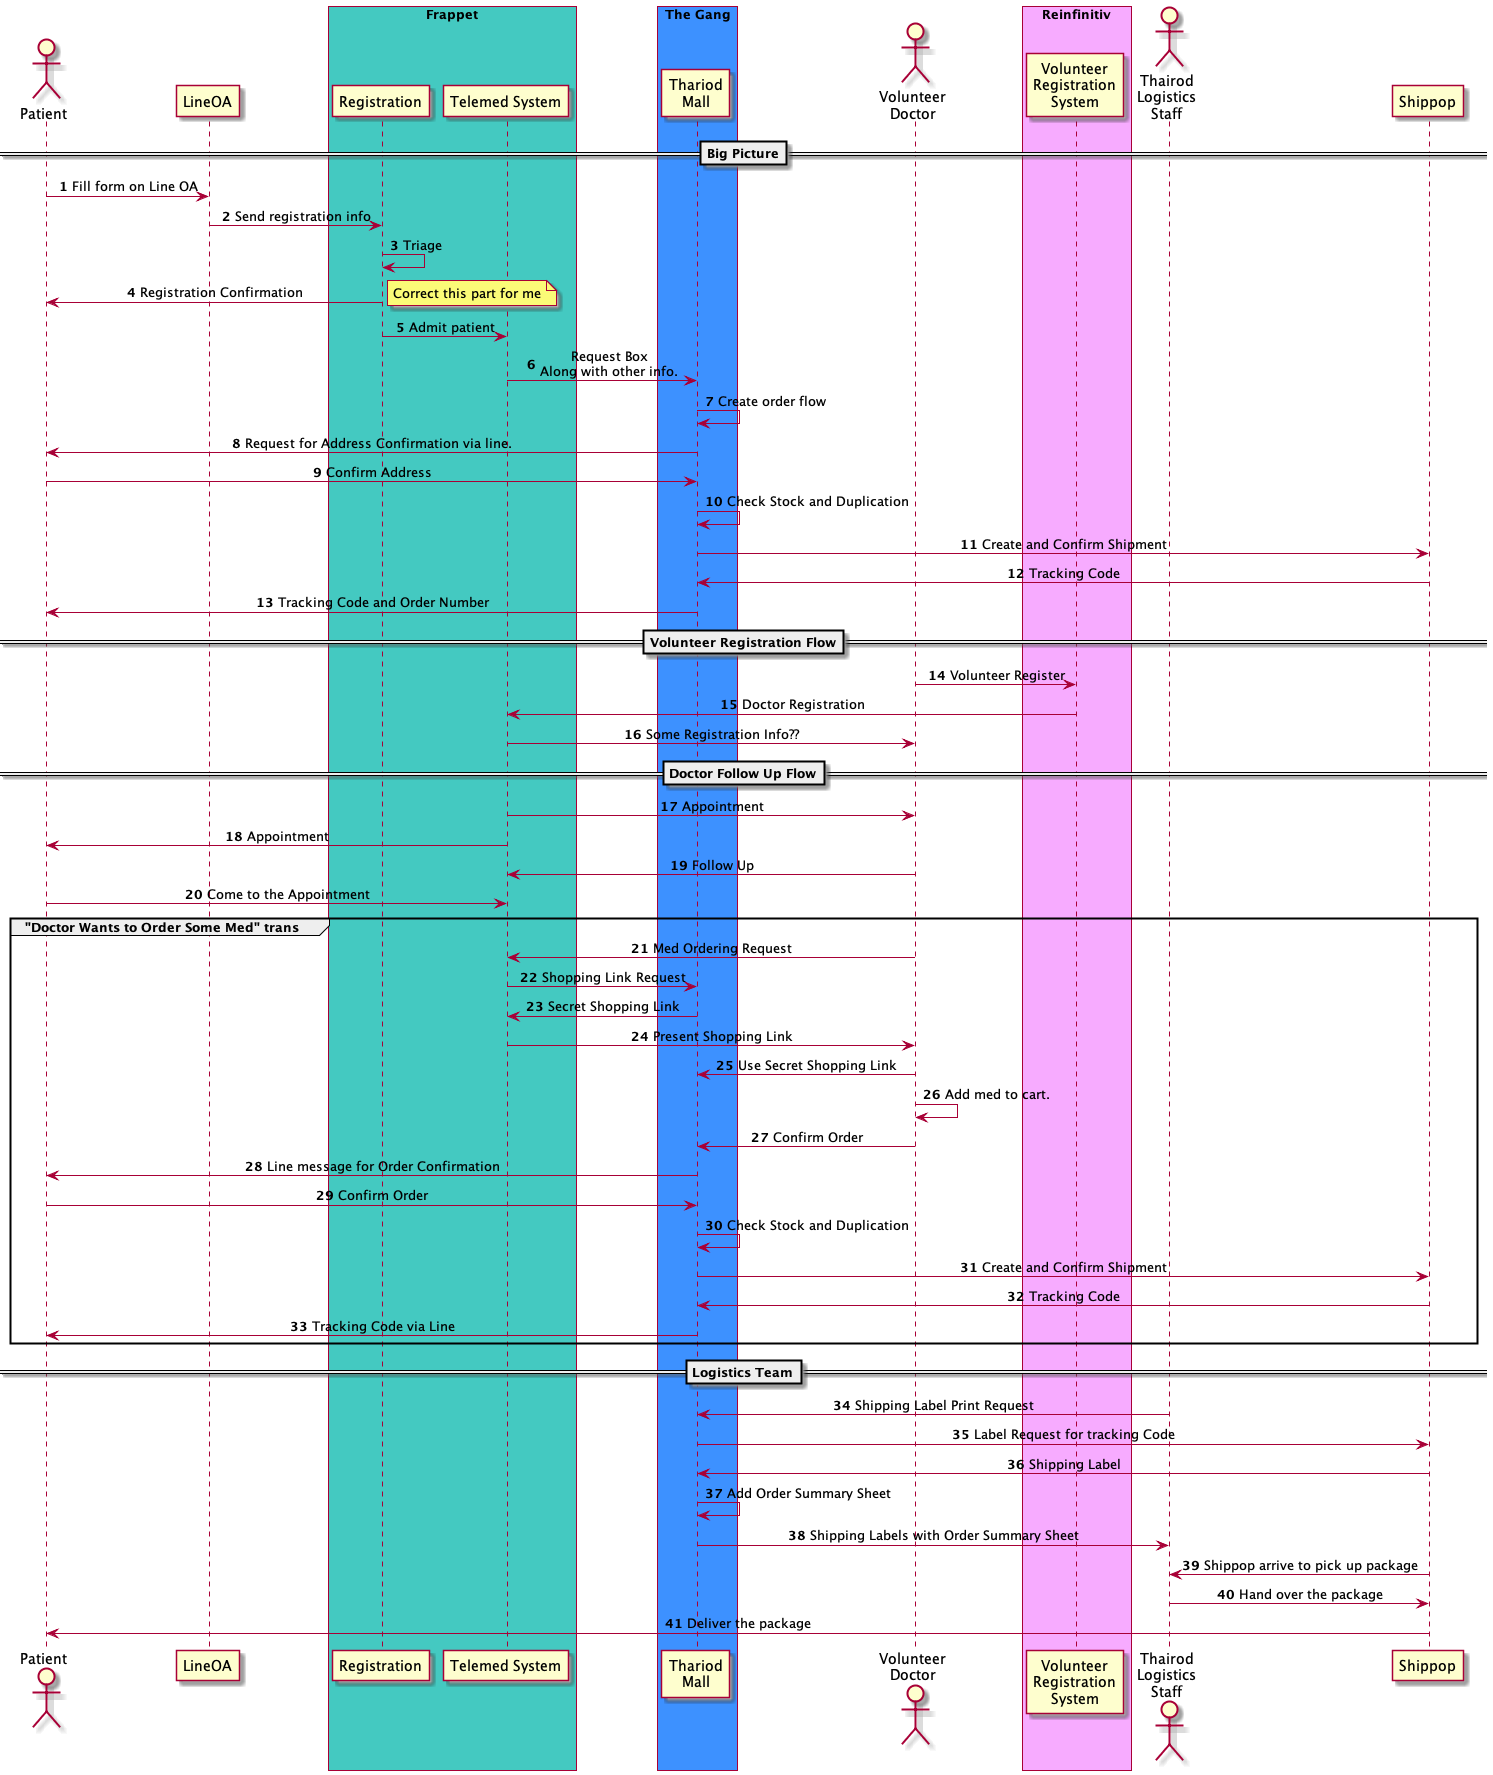 Frappet
The Gang
Reinfinitiv
Patient
LineOA
Registration
Telemed System
Thariod
Mall
Volunteer
Doctor
Volunteer
Registration
System
Thairod
Logistics
Staff
Shippop
Big Picture
1 Fill form on Line OA
2 Send registration info
3 Triage
4 Registration Confirmation
Correct this part for me
5 Admit patient
6 Request Box
Along with other info.
7 Create order flow
8 Request for Address Confirmation via line.
9 Confirm Address
10 Check Stock and Duplication
11 Create and Confirm Shipment
12 Tracking Code
13 Tracking Code and Order Number
Volunteer Registration Flow
14 Volunteer Register
15 Doctor Registration
16 Some Registration Info??
Doctor Follow Up Flow
17 Appointment
18 Appointment
19 Follow Up
20 Come to the Appointment
"Doctor Wants to Order Some Med" trans
21 Med Ordering Request
22 Shopping Link Request
23 Secret Shopping Link
24 Present Shopping Link
25 Use Secret Shopping Link
26 Add med to cart.
27 Confirm Order
28 Line message for Order Confirmation
29 Confirm Order
30 Check Stock and Duplication
31 Create and Confirm Shipment
32 Tracking Code
33 Tracking Code via Line
Logistics Team
34 Shipping Label Print Request
35 Label Request for tracking Code
36 Shipping Label
37 Add Order Summary Sheet
38 Shipping Labels with Order Summary Sheet
39 Shippop arrive to pick up package
40 Hand over the package
41 Deliver the package
Patient
LineOA
Registration
Telemed System
Thariod
Mall
Volunteer
Doctor
Volunteer
Registration
System
Thairod
Logistics
Staff
Shippop